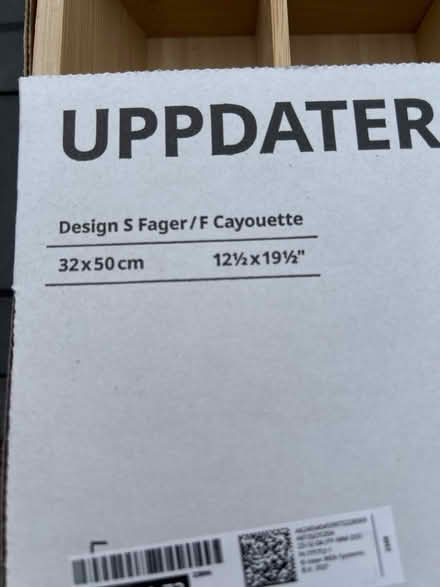 UPPDATER
Design S Fager/F Cayouette
32x50 cm 12½x19½"